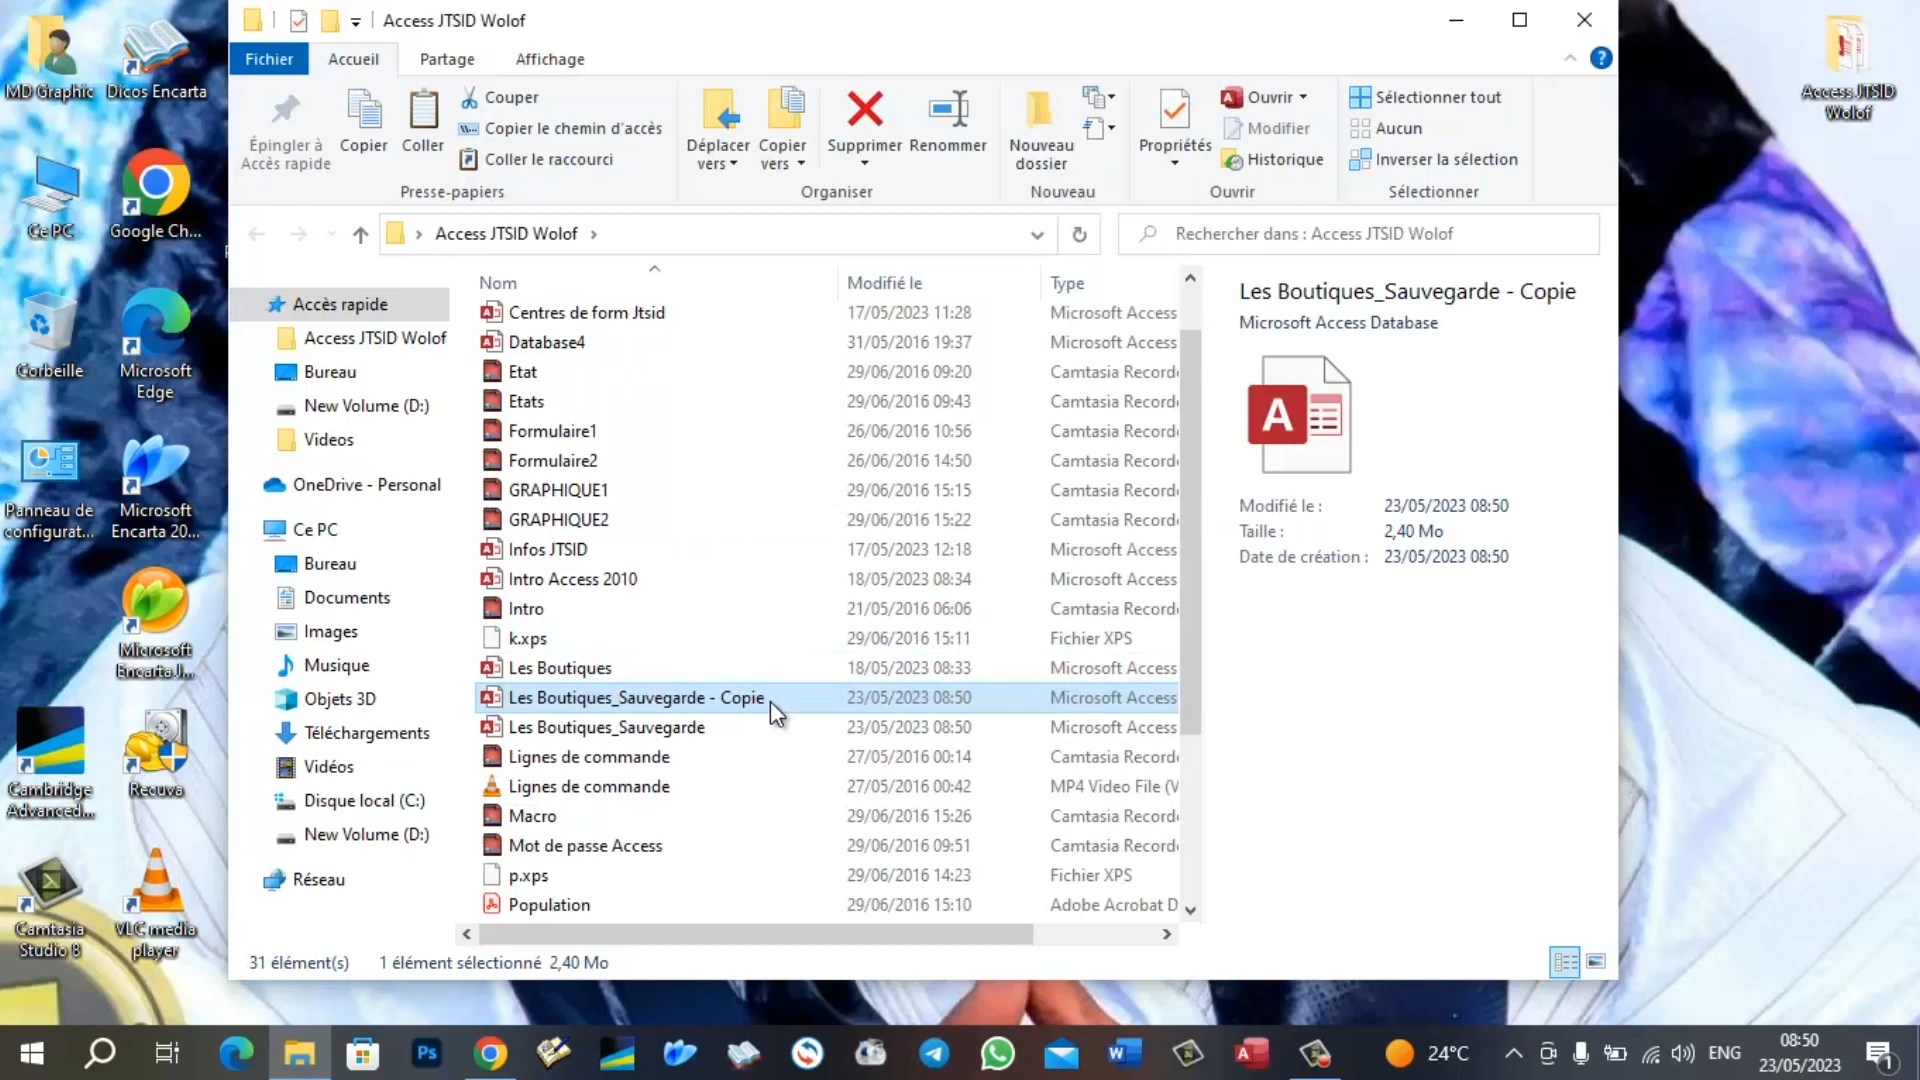 Access JTSID Wolof
Fichier
Accueil
Partage
Affichage
Épingler à
Accès rapide
Copier
Coller
Couper
Copier le chemin d'accès
Coller le raccourci
Presse-papiers
Déplacer
vers
Copier
vers
Supprimer
Renommer
Organiser
Nouveau
dossier
Nouveau
Propriétés
Ouvrir
Modifier
Historique
Ouvrir
Sélectionner tout
Aucun
Inverser la sélection
Sélectionner
Access JTSID Wolof
Rechercher dans : Access JTSID Wolof
Accès rapide
Access JTSID Wolof
Bureau
New Volume (D:)
Videos
OneDrive - Personal
Ce PC
Bureau
Documents
Images
Musique
Objets 3D
Téléchargements
Vidéos
Disque local (C:)
New Volume (D:)
Réseau
Nom Modifié le Type
Centres de form Jtsid 17/05/2023 11:28 Microsoft Access
Database4 31/05/2016 19:37 Microsoft Access
Etat 29/06/2016 09:20 Camtasia Record
Etats 29/06/2016 09:43 Camtasia Record
Formulaire1 26/06/2016 10:56 Camtasia Record
Formulaire2 26/06/2016 14:50 Camtasia Record
GRAPHIQUE1 29/06/2016 15:15 Camtasia Record
GRAPHIQUE2 29/06/2016 15:22 Camtasia Record
Infos JTSID 17/05/2023 12:18 Microsoft Access
Intro Access 2010 18/05/2023 08:34 Microsoft Access
Intro 21/05/2016 06:06 Camtasia Record
k.xps 29/06/2016 15:11 Fichier XPS
Les Boutiques 18/05/2023 08:33 Microsoft Access
Les Boutiques_Sauvegarde - Copie 23/05/2023 08:50 Microsoft Access
Les Boutiques_Sauvegarde 23/05/2023 08:50 Microsoft Access
Lignes de commande 27/05/2016 00:14 Camtasia Record
Lignes de commande 27/05/2016 00:42 MP4 Video File (V
Macro 29/06/2016 15:26 Camtasia Record
Mot de passe Access 29/06/2016 09:51 Camtasia Record
p.xps 29/06/2016 14:23 Fichier XPS
Population 29/06/2016 15:10 Adobe Acrobat D
Les Boutiques_Sauvegarde - Copie
Microsoft Access Database
Modifié le : 23/05/2023 08:50
Taille : 2,40 Mo
Date de création : 23/05/2023 08:50
31 élément(s) 1 élément sélectionné 2,40 Mo
MD Graphic
Dicos Encarta
Ce PC
Google Ch...
Corbeille
Microsoft
Edge
Panneau de
configurat...
Microsoft
Encarta 20...
Microsoft
Encarta J...
Cambridge
Advanced...
Recuva
Camtasia
Studio 8
VLC media
player
Access JTSID
Wolof
Ps
24°C
ENG
08:50
23/05/2023
1